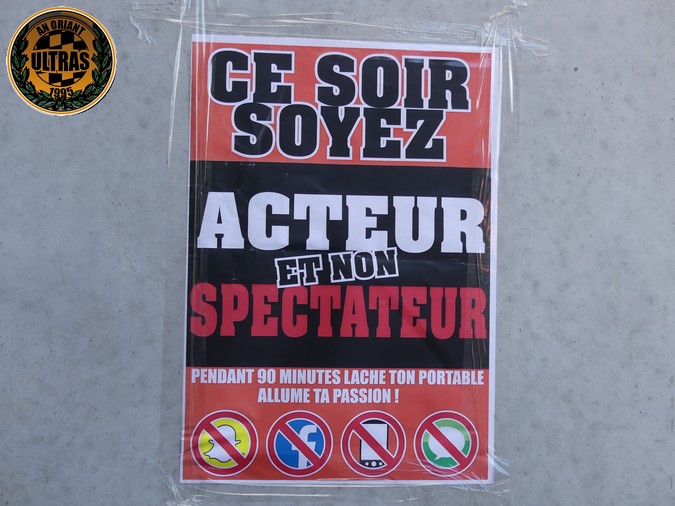 AN ORIANT
ULTRAS
1995
CE SOIR
SOYEZ
ACTEUR
ET NON
SPECTATEUR
PENDANT 90 MINUTES LACHE TON PORTABLE
ALLUME TA PASSION !